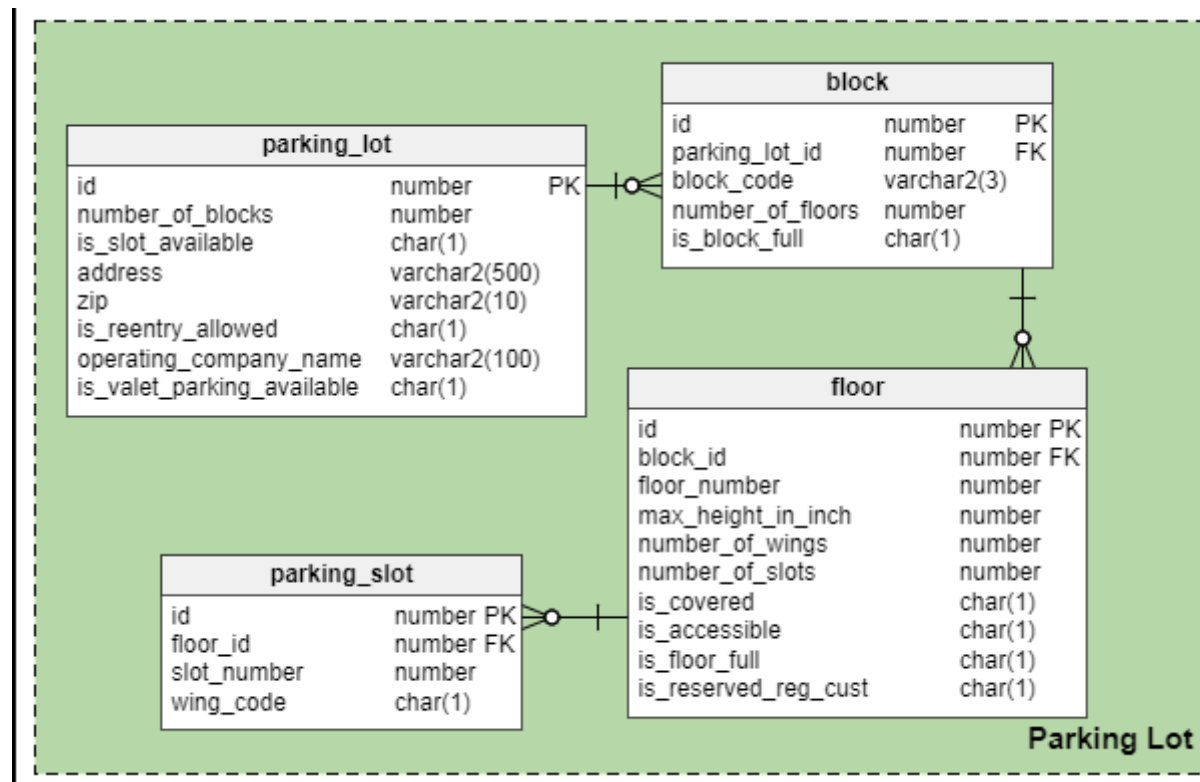 parking_lot
id number PK
number_of_blocks number
is_slot_available char(1)
address varchar2(500)
zip varchar2(10)
is_reentry_allowed char(1)
operating_company_name varchar2(100)
is_valet_parking_available char(1)
block
id number PK
parking_lot_id number FK
block_code varchar2(3)
number_of_floors number
is_block_full char(1)
floor
id number PK
block_id number FK
floor_number number
max_height_in_inch number
number_of_wings number
number_of_slots number
is_covered char(1)
is_accessible char(1)
is_floor_full char(1)
is_reserved_reg_cust char(1)
parking_slot
id number PK
floor_id number FK
slot_number number
wing_code char(1)
Parking Lot